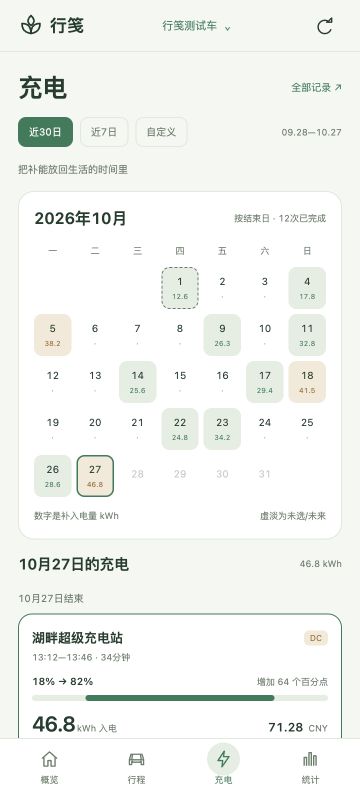 行笺
行笺测试车
充电
全部记录 ↗
近30日 近7日 自定义 09.28—10.27
把补能放回生活的时间里
2026年10月 按结束日 · 12次已完成
一 二 三 四 五 六 日
1 2 3 4
12.6 · · 17.8
5 6 7 8 9 10 11
38.2 · · · 26.3 · 32.8
12 13 14 15 16 17 18
· · 25.6 · · 29.4 41.5
19 20 21 22 23 24 25
· · · 24.8 34.2 · ·
26 27 28 29 30 31
28.6 46.8
数字是补入电量 kWh 虚淡为未选/未来
10月27日的充电 46.8 kWh
10月27日结束
湖畔超级充电站 DC
13:12—13:46 · 34分钟
18% → 82% 增加 64 个百分点
46.8 kWh 入电 71.28 CNY
概览 行程 充电 统计